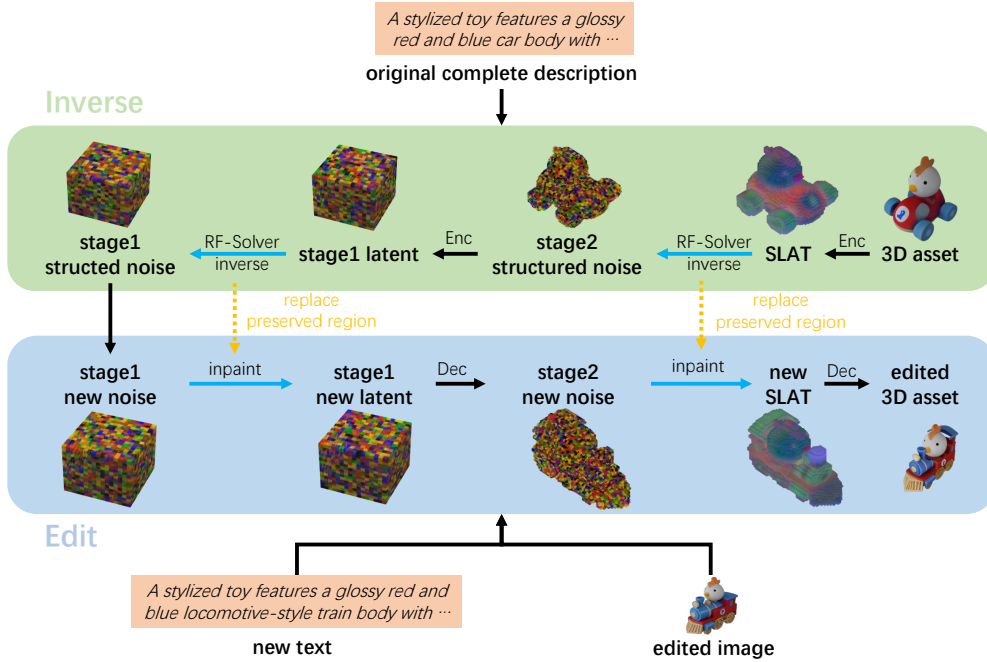 A stylized toy features a glossy
red and blue car body with ···
original complete description
Inverse
stage1
structed noise
RF-Solver
inverse
stage1 latent
Enc
stage2
structured noise
RF-Solver
inverse
SLAT
Enc
3D asset
replace
preserved region
replace
preserved region
stage1
new noise
inpaint
stage1
new latent
Dec
stage2
new noise
inpaint
new
SLAT
Dec
edited
3D asset
Edit
A stylized toy features a glossy red and
blue locomotive-style train body with ···
new text
edited image